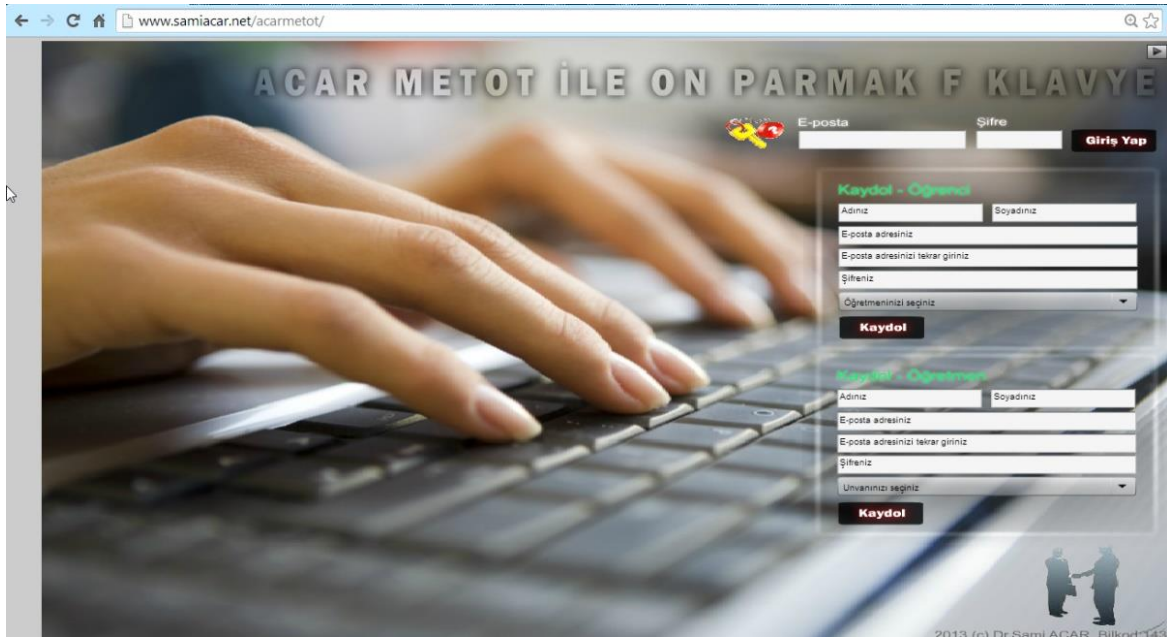 www.samiacar.net/acarmetot/
ACAR METOT İLE ON PARMAK F KLAVYE
E-posta Şifre
Giriş Yap
Kaydol - Öğrenci
Adınız Soyadınız
E-posta adresiniz
E-posta adresinizi tekrar giriniz
Şifreniz
Öğretmeninizi seçiniz
Kaydol
Kaydol - Öğretmen
Adınız Soyadınız
E-posta adresiniz
E-posta adresinizi tekrar giriniz
Şifreniz
Unvanınızı seçiniz
Kaydol
2013 (c) Dr.Sami ACAR, Bilkod: